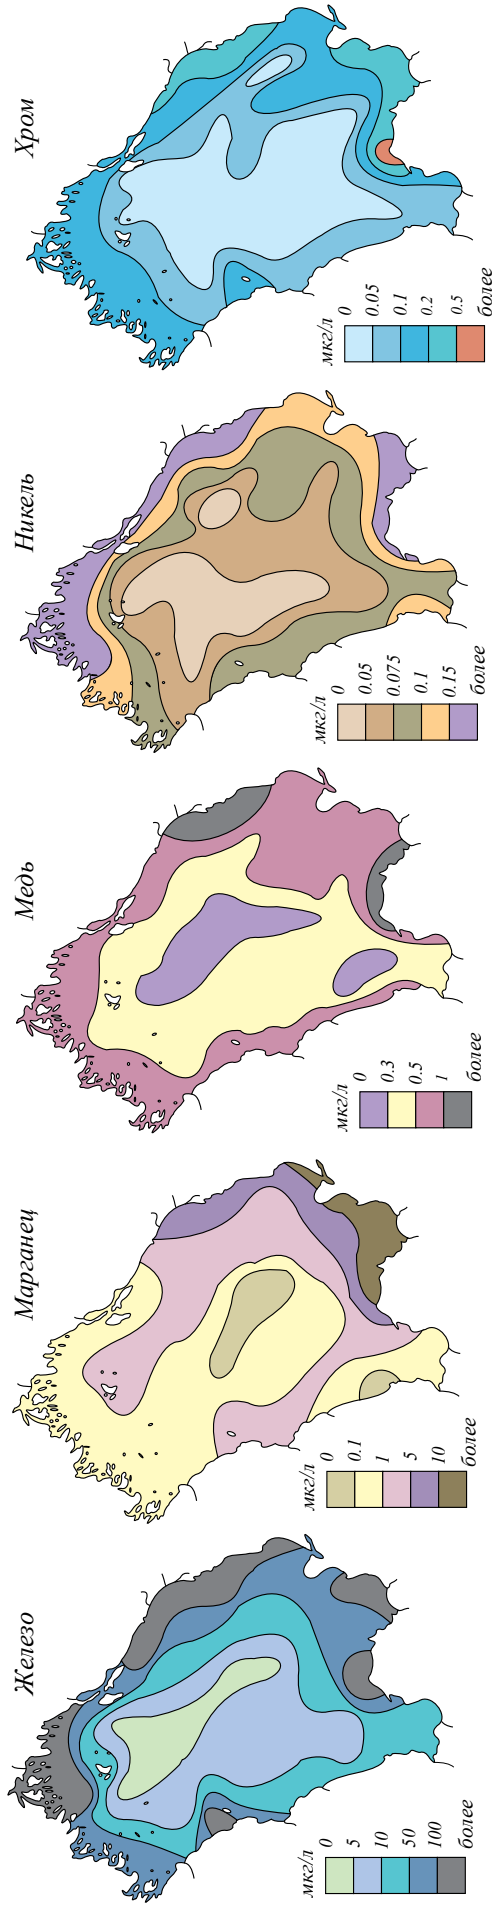 Железо
мкг/л
0
5
10
50
100
более
Марганец
мкг/л
0
0.1
1
5
10
более
Медь
мкг/л
0
0.3
0.5
1
более
Никель
мкг/л
0
0.05
0.075
0.1
0.15
более
Хром
мкг/л
0
0.05
0.1
0.2
0.5
более